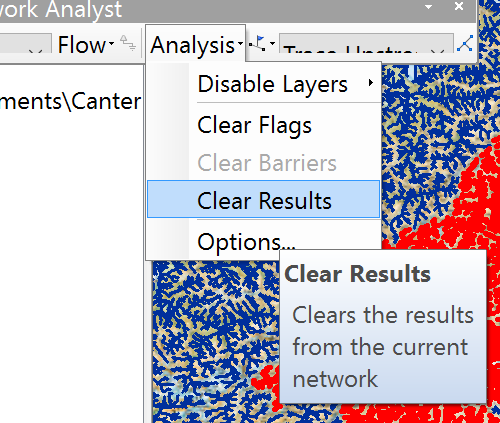 work Analyst
Flow Analysis Trace Upstre
ments\Canter
Disable Layers
Clear Flags
Clear Barriers
Clear Results
Options...
Clear Results
Clears the results
from the current
network